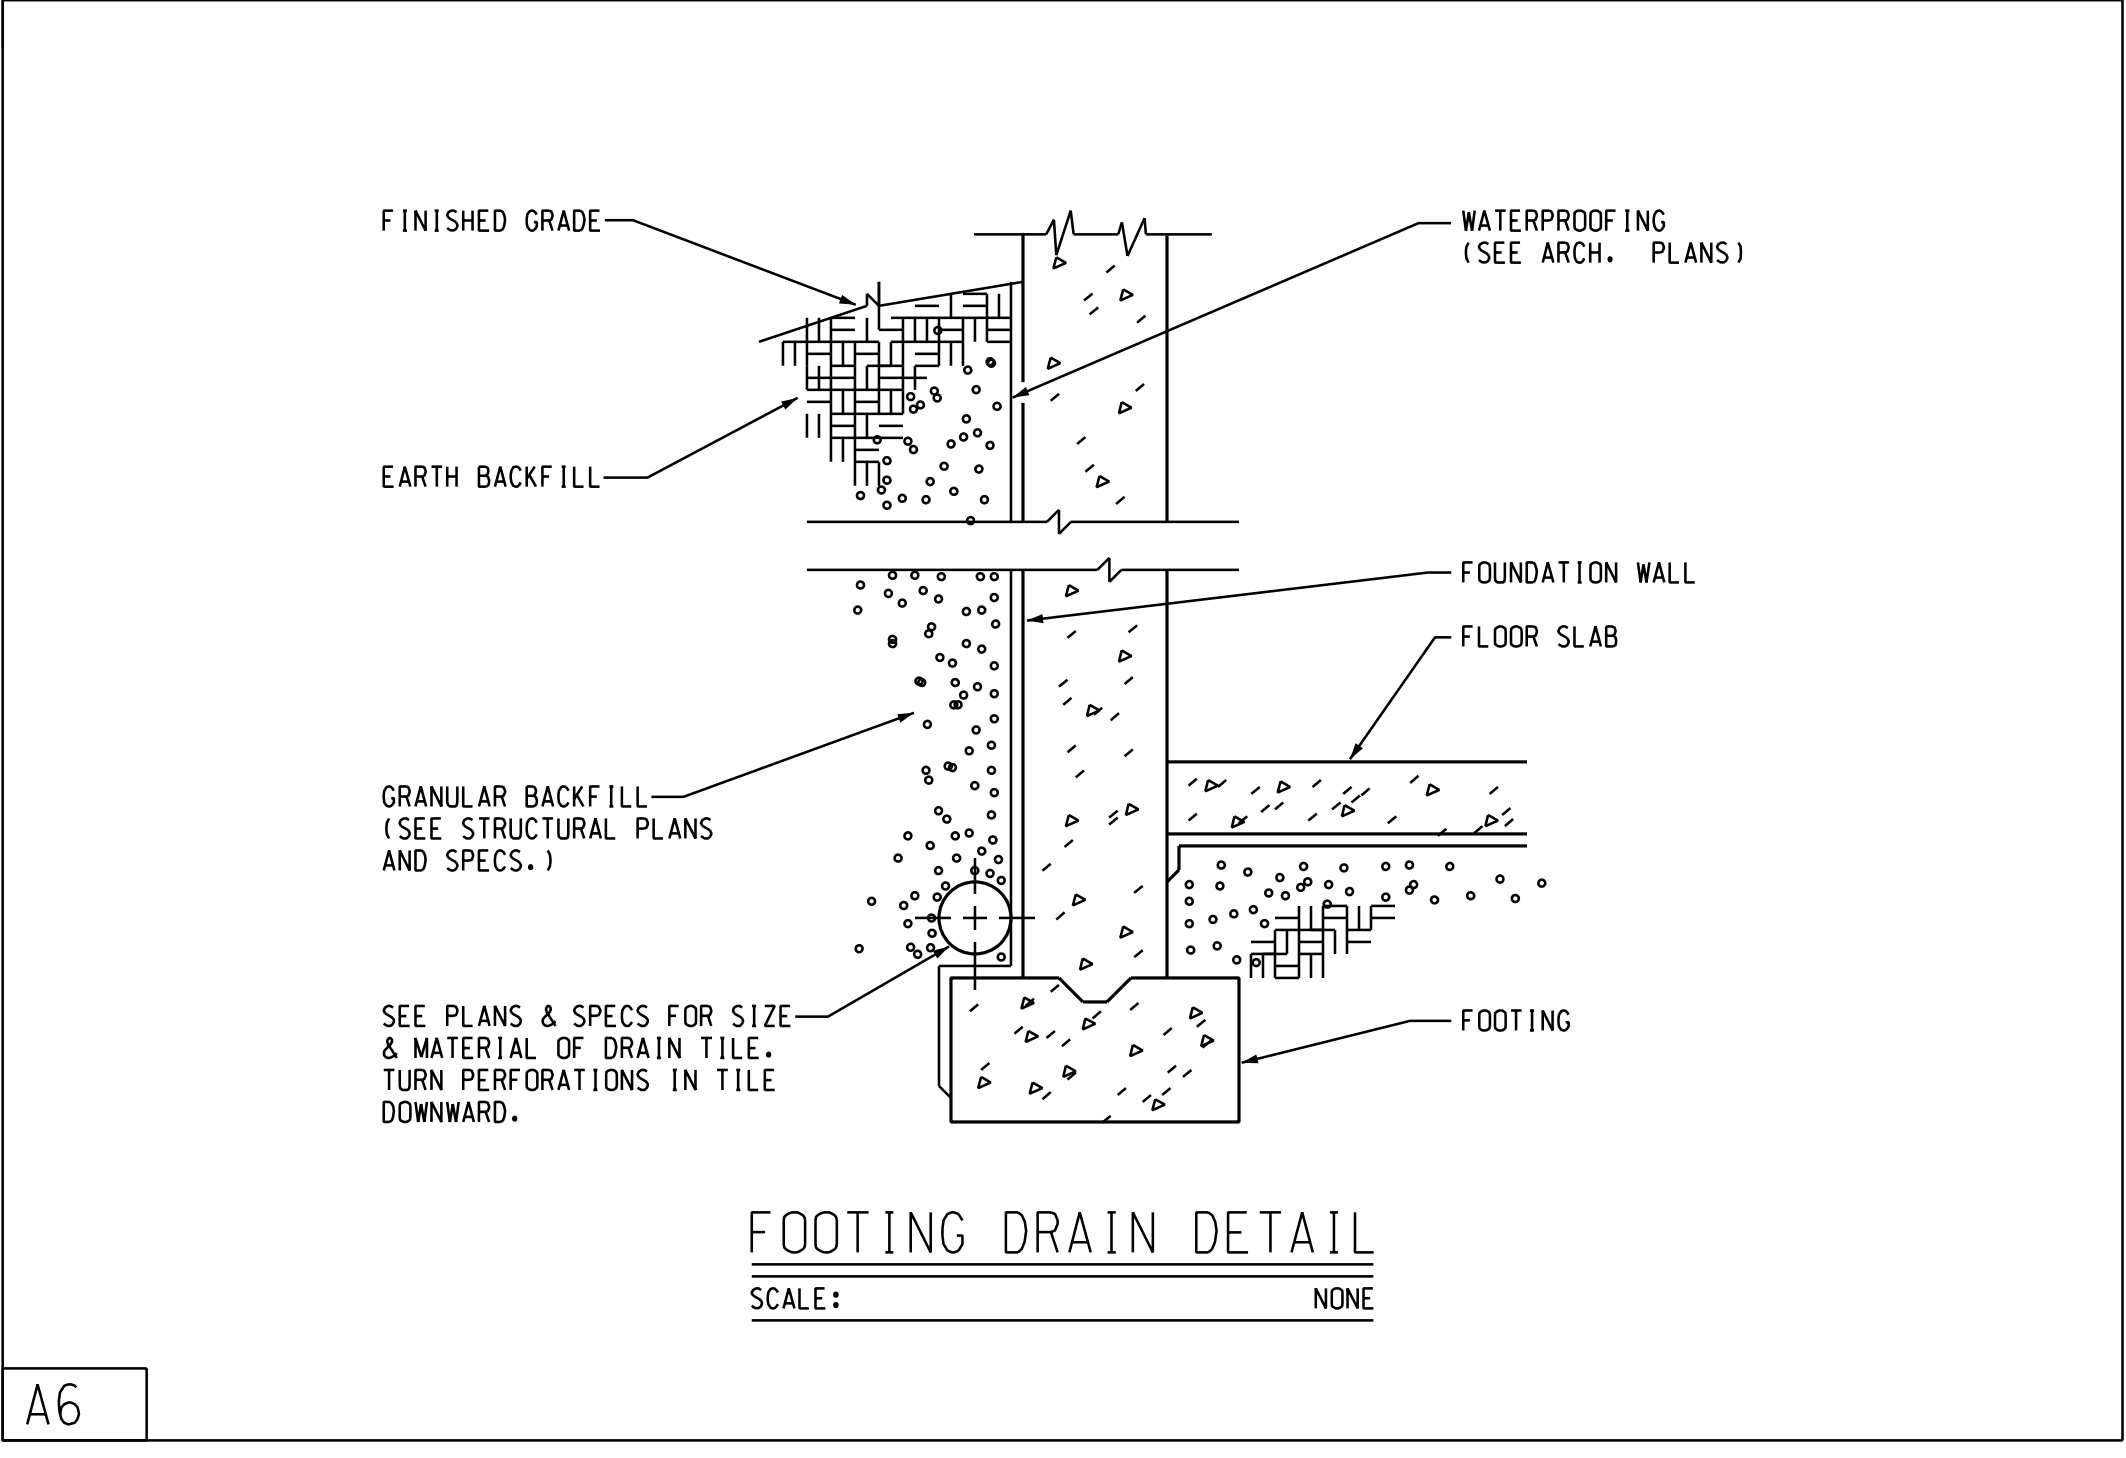 FINISHED GRADE
WATERPROOFING
(SEE ARCH. PLANS)
EARTH BACKFILL
FOUNDATION WALL
FLOOR SLAB
GRANULAR BACKFILL
(SEE STRUCTURAL PLANS
AND SPECS.)
SEE PLANS & SPECS FOR SIZE
& MATERIAL OF DRAIN TILE.
TURN PERFORATIONS IN TILE
DOWNWARD.
FOOTING
FOOTING DRAIN DETAIL
SCALE: NONE
A6